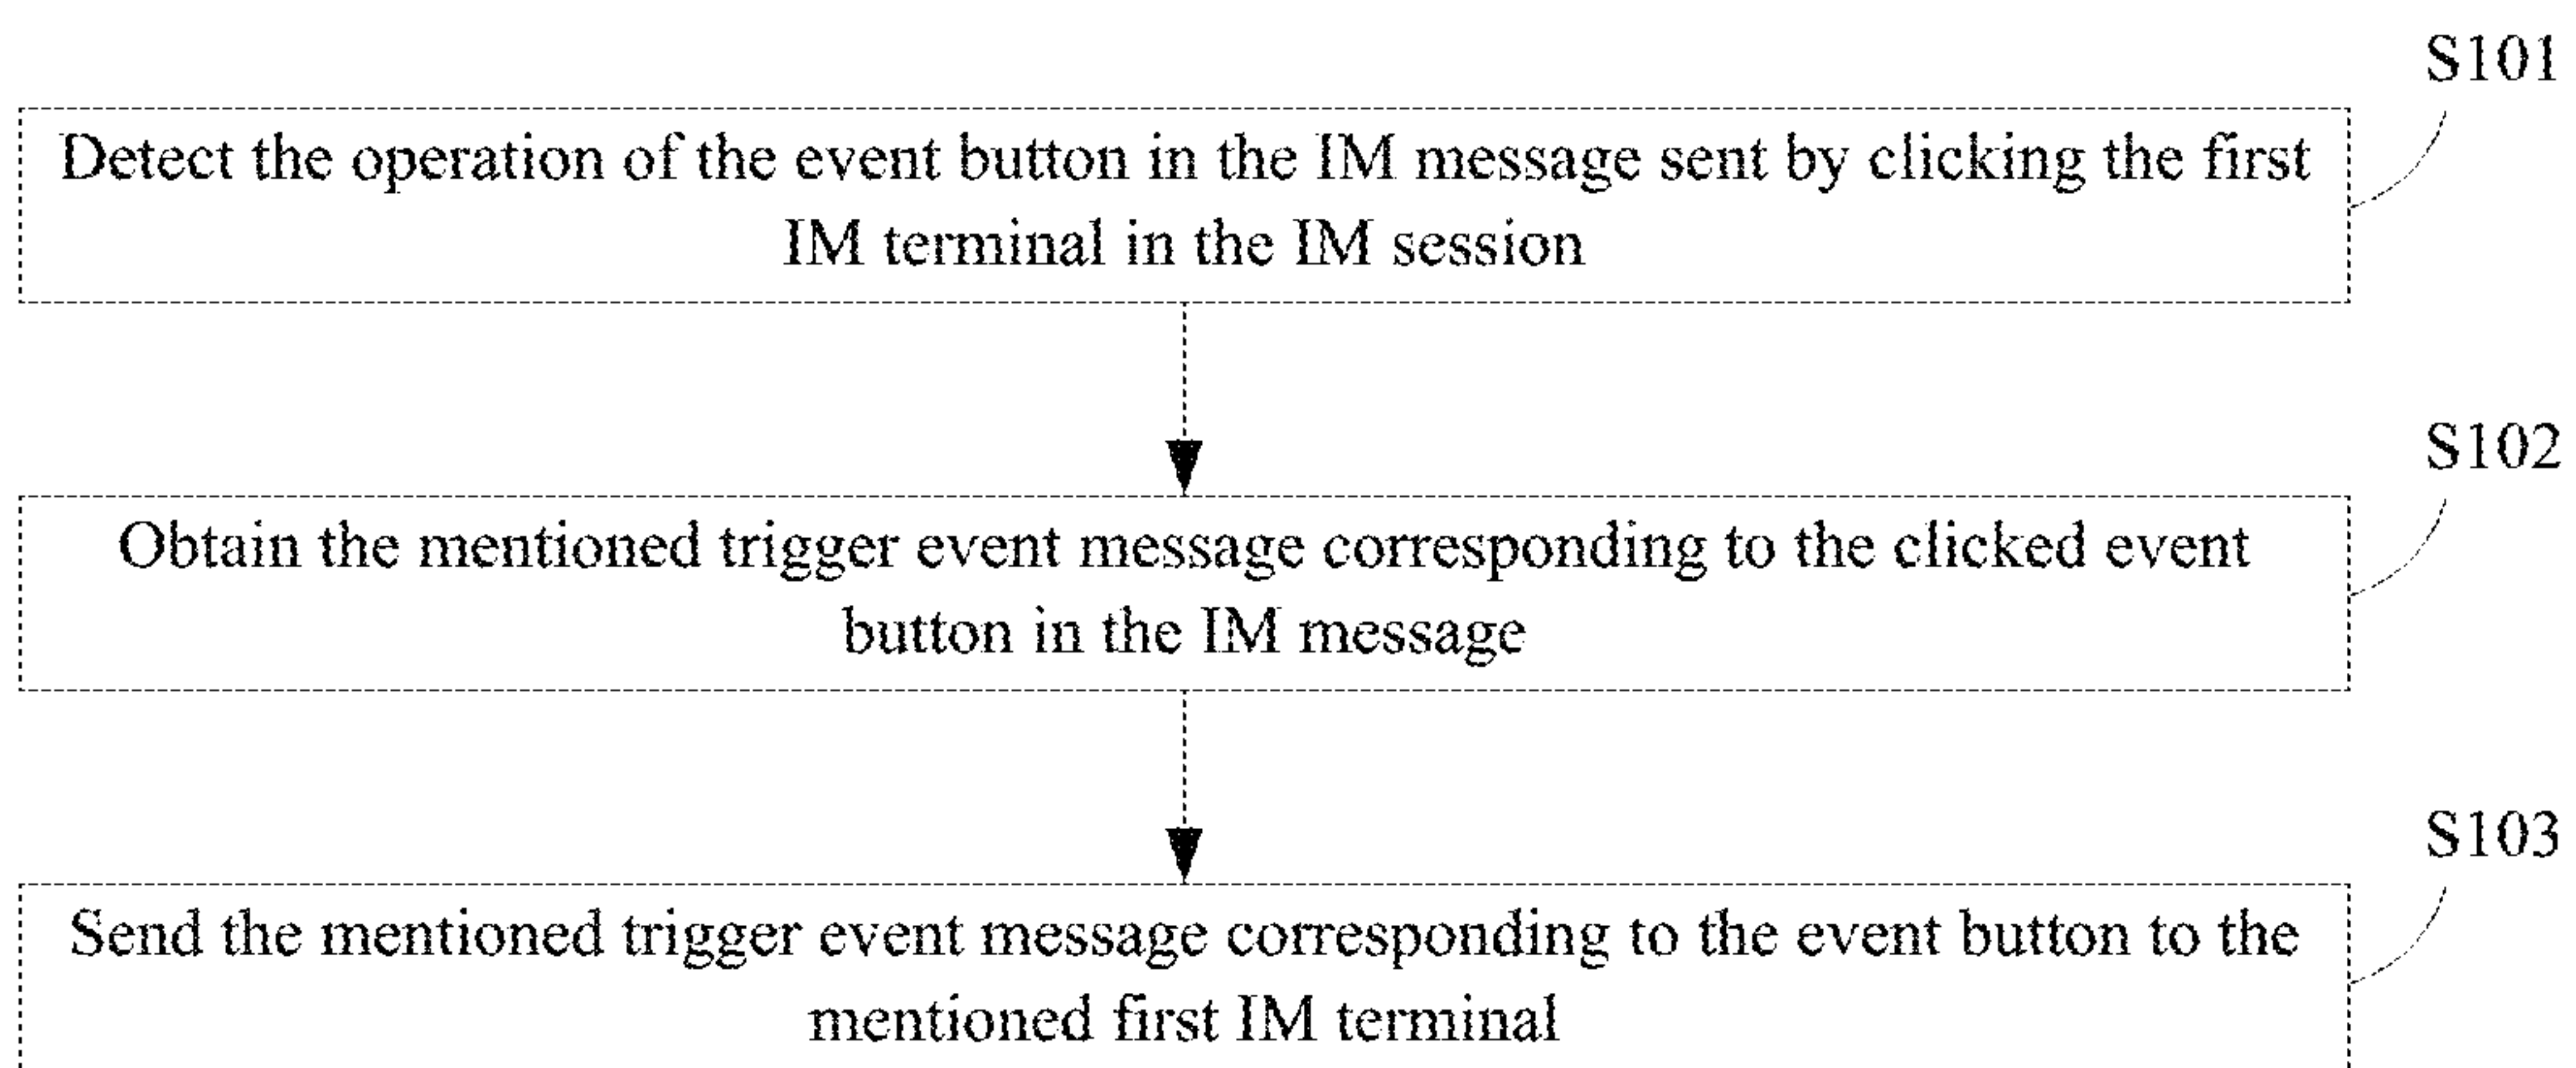 S101
Detect the operation of the event button in the IM message sent by clicking the first
IM terminal in the IM session
S102
Obtain the mentioned trigger event message corresponding to the clicked event
button in the IM message
S103
Send the mentioned trigger event message corresponding to the event button to the
mentioned first IM terminal